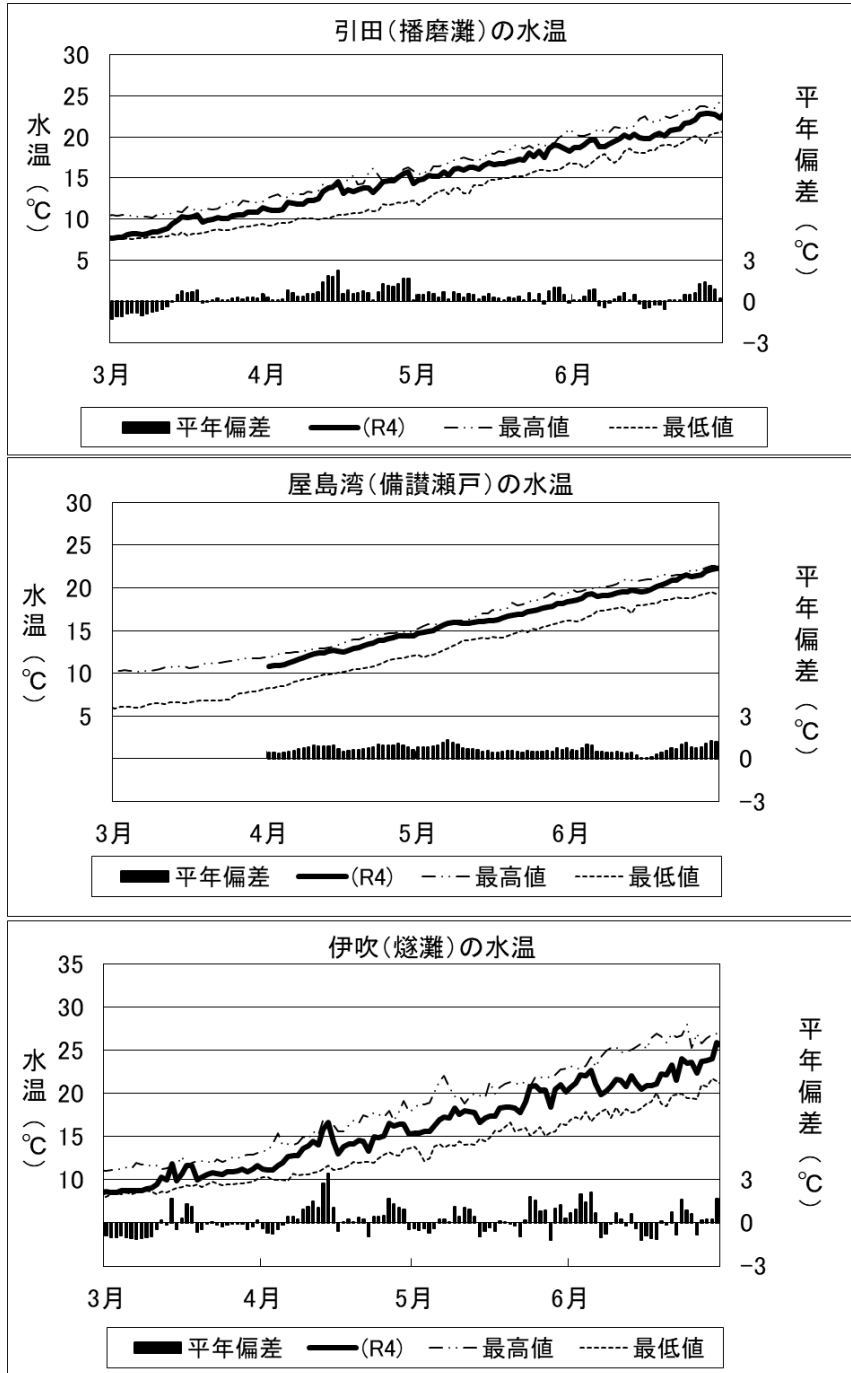 引田(播磨灘)の水温
30
25
20
15
10
5
水温(℃)
平年偏差(℃)
3
0
-3
3月 4月 5月 6月
平年偏差 (R4) 最高値 最低値
屋島湾(備讃瀬戸)の水温
30
25
20
15
10
5
水温(℃)
平年偏差(℃)
3
0
-3
3月 4月 5月 6月
平年偏差 (R4) 最高値 最低値
伊吹(燧灘)の水温
35
30
25
20
15
10
水温(℃)
平年偏差(℃)
3
0
-3
3月 4月 5月 6月
平年偏差 (R4) 最高値 最低値